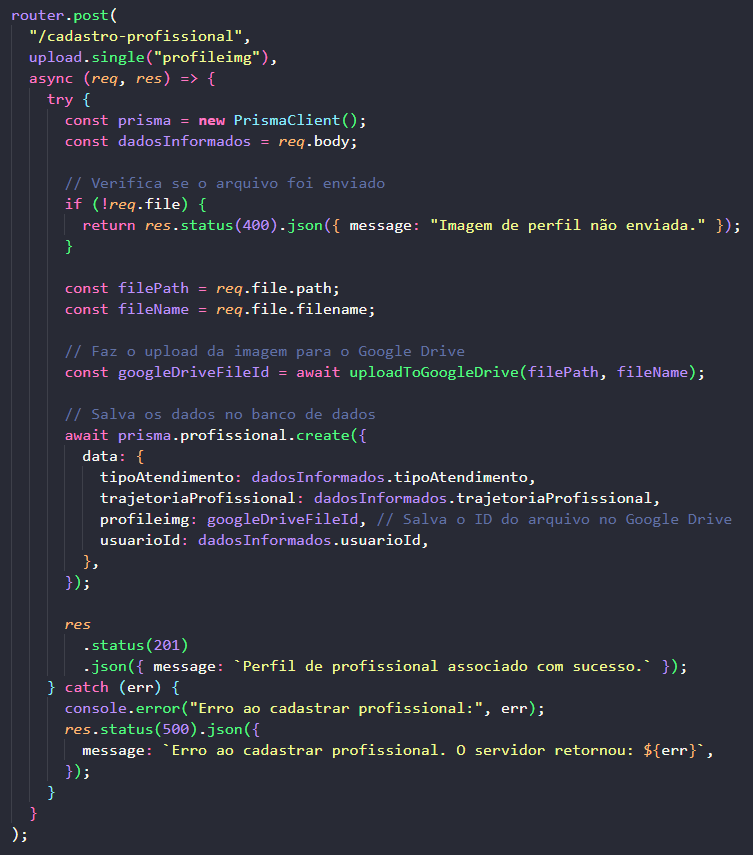 router.post(
  "/cadastro-profissional",
  upload.single("profileimg"),
  async (req, res) => {
    try {
      const prisma = new PrismaClient();
      const dadosInformados = req.body;

      // Verifica se o arquivo foi enviado
      if (!req.file) {
        return res.status(400).json({ message: "Imagem de perfil não enviada." });
      }

      const filePath = req.file.path;
      const fileName = req.file.filename;

      // Faz o upload da imagem para o Google Drive
      const googleDriveFileId = await uploadToGoogleDrive(filePath, fileName);

      // Salva os dados no banco de dados
      await prisma.profissional.create({
        data: {
          tipoAtendimento: dadosInformados.tipoAtendimento,
          trajetoriaProfissional: dadosInformados.trajetoriaProfissional,
          profileimg: googleDriveFileId, // Salva o ID do arquivo no Google Drive
          usuarioId: dadosInformados.usuarioId,
        },
      });

      res
        .status(201)
        .json({ message: `Perfil de profissional associado com sucesso.` });
    } catch (err) {
      console.error("Erro ao cadastrar profissional:", err);
      res.status(500).json({
        message: `Erro ao cadastrar profissional. O servidor retornou: ${err}`,
      });
    }
  }
);